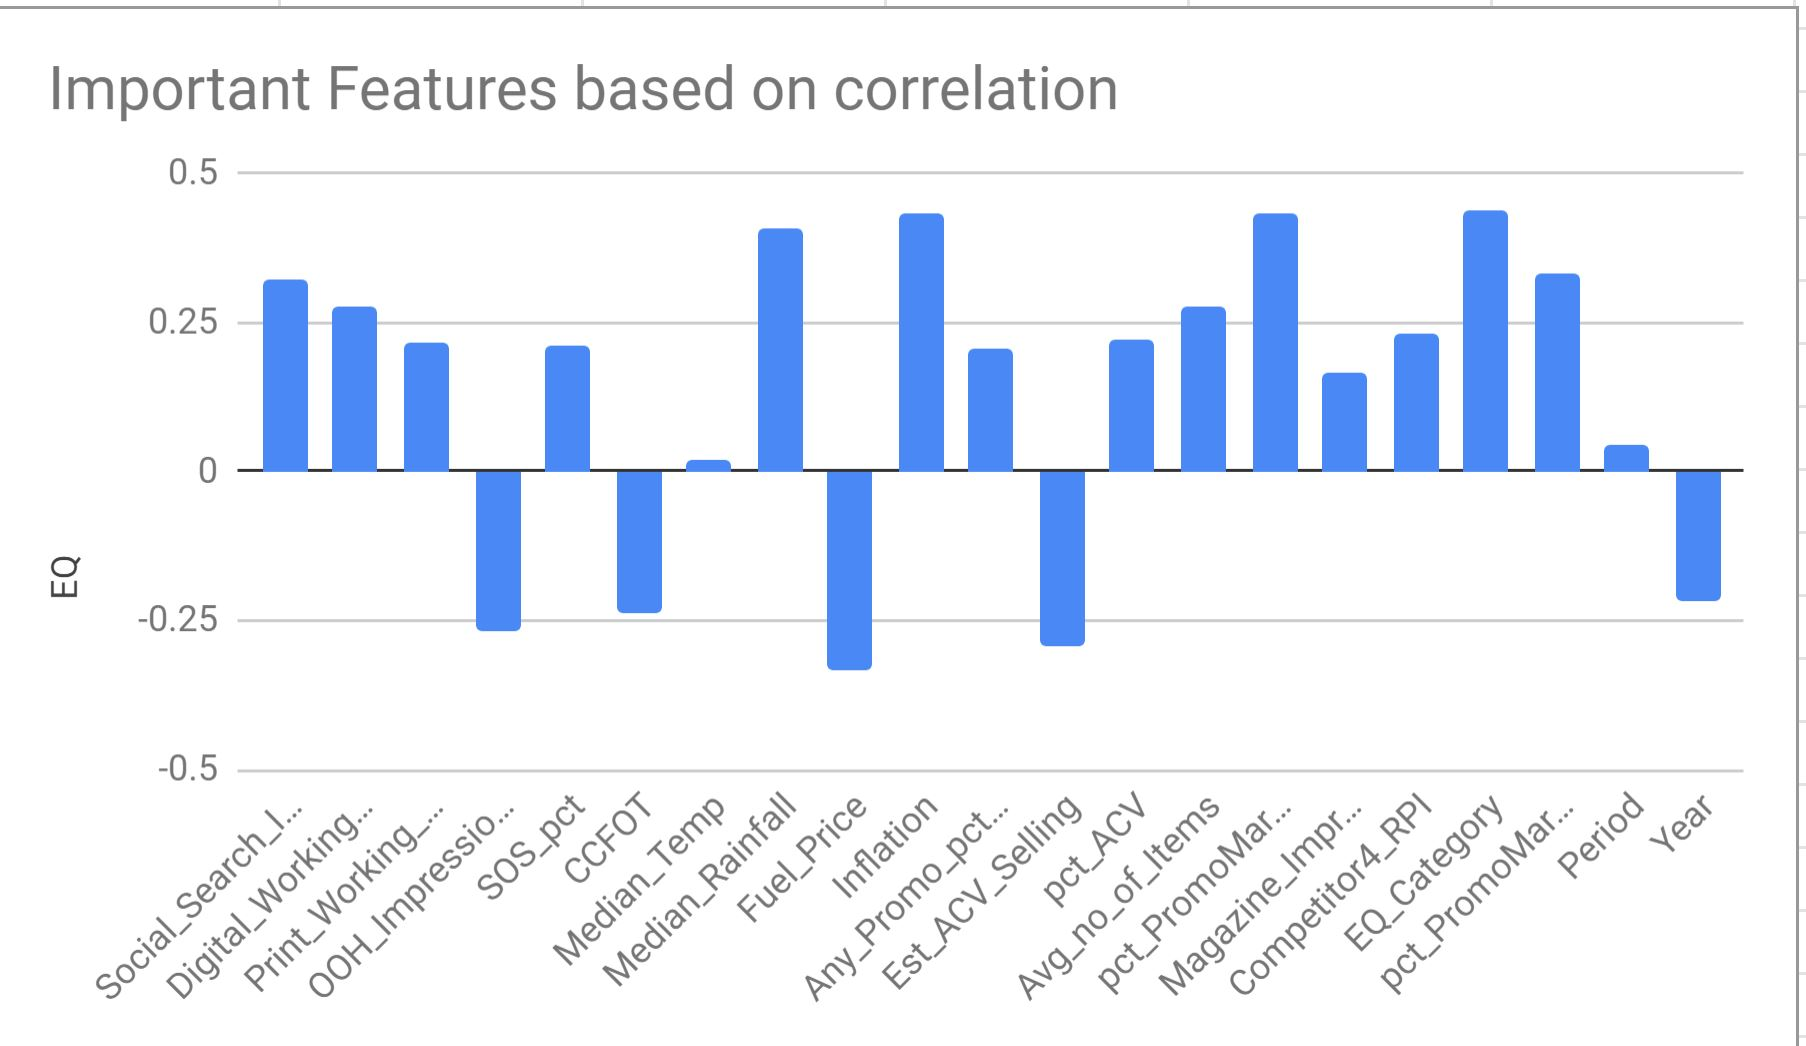 Important Features based on correlation
0.5
0.25
0
-0.25
-0.5
EQ
Social_Search_I...
Digital_Working...
Print_Working_...
OOH_Impressio...
SOS_pct
CCFOT
Median_Temp
Median_Rainfall
Fuel_Price
Inflation
Any_Promo_pct...
Est_ACV_Sellling
pct_ACV
Avg_no_of_Items
pct_PromoMar...
Magazine_Impr...
Competitor4_RPI
EQ_Category
pct_PromoMar...
Period
Year